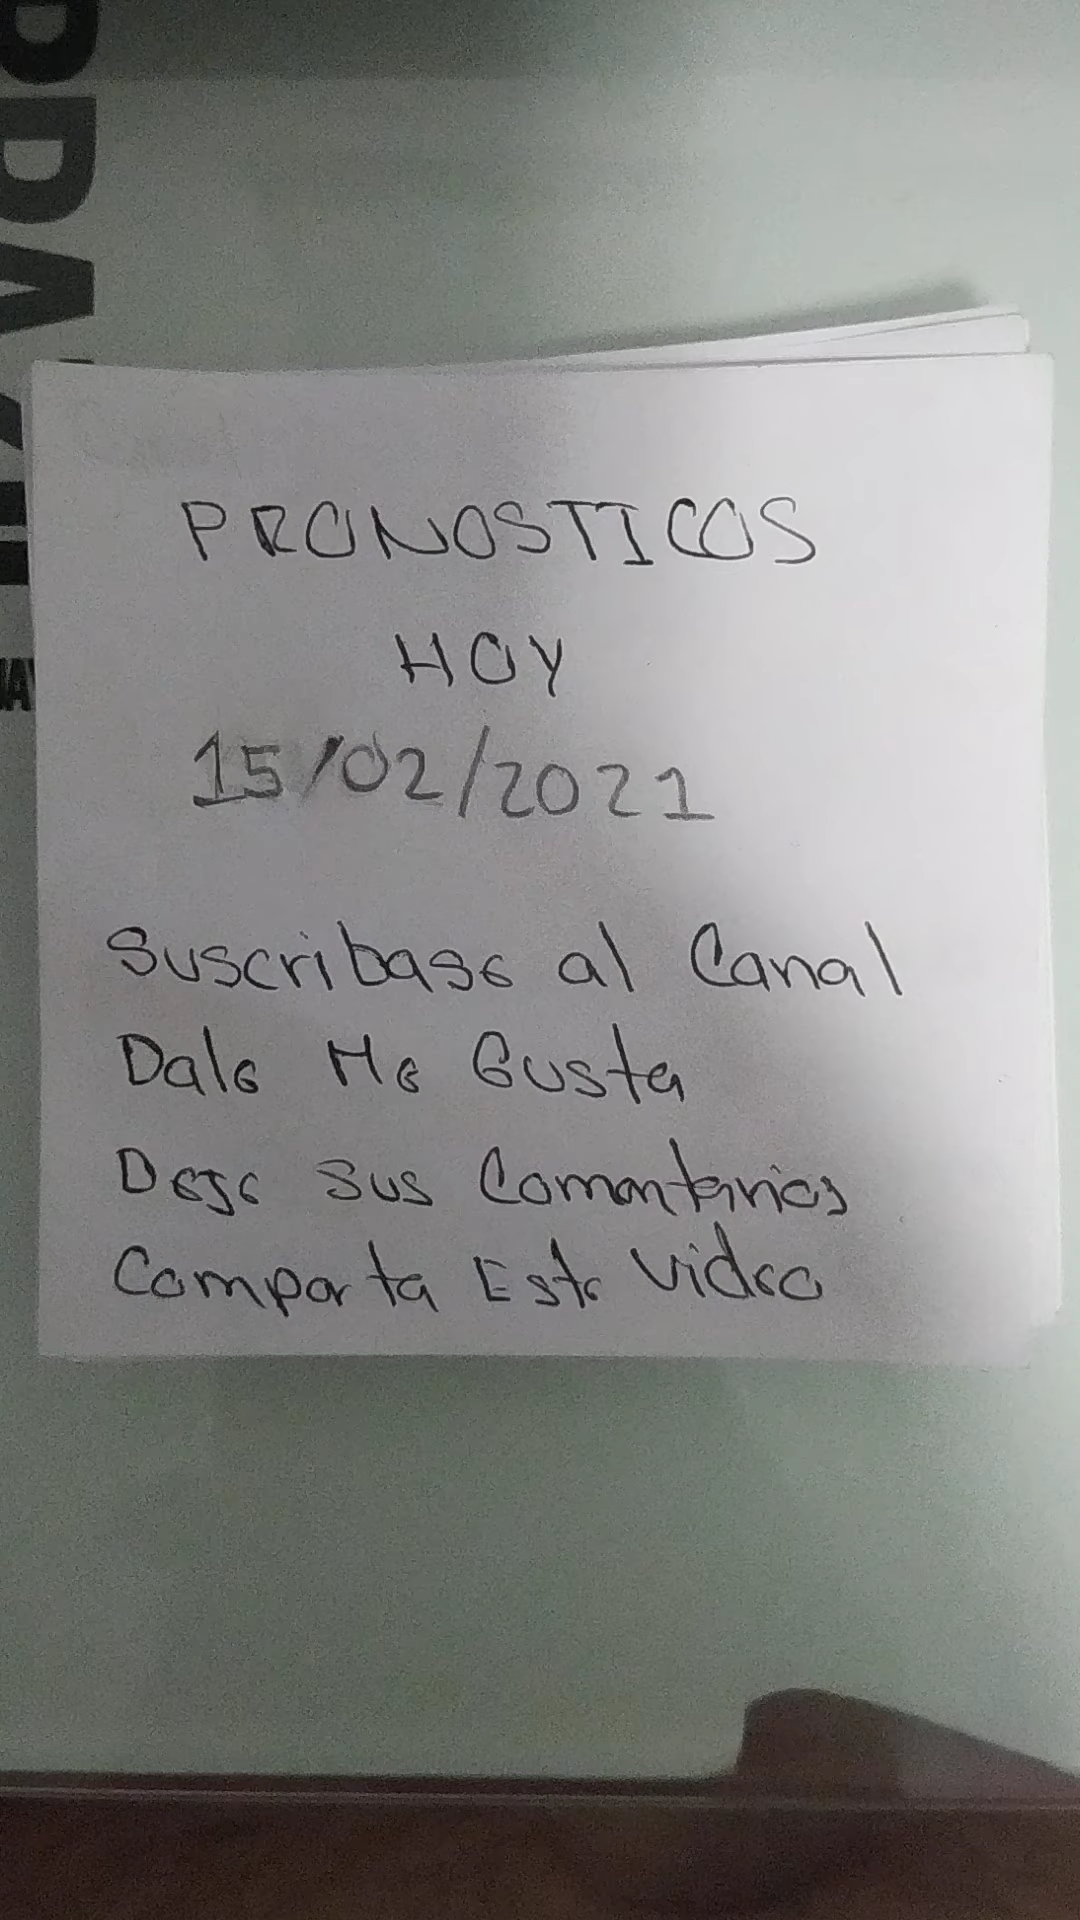 PRONOSTICOS
HOY
15/02/2021
Suscribase al Canal
Dale Me Gusta
Deje sus Comentarios
Comparta Este Video